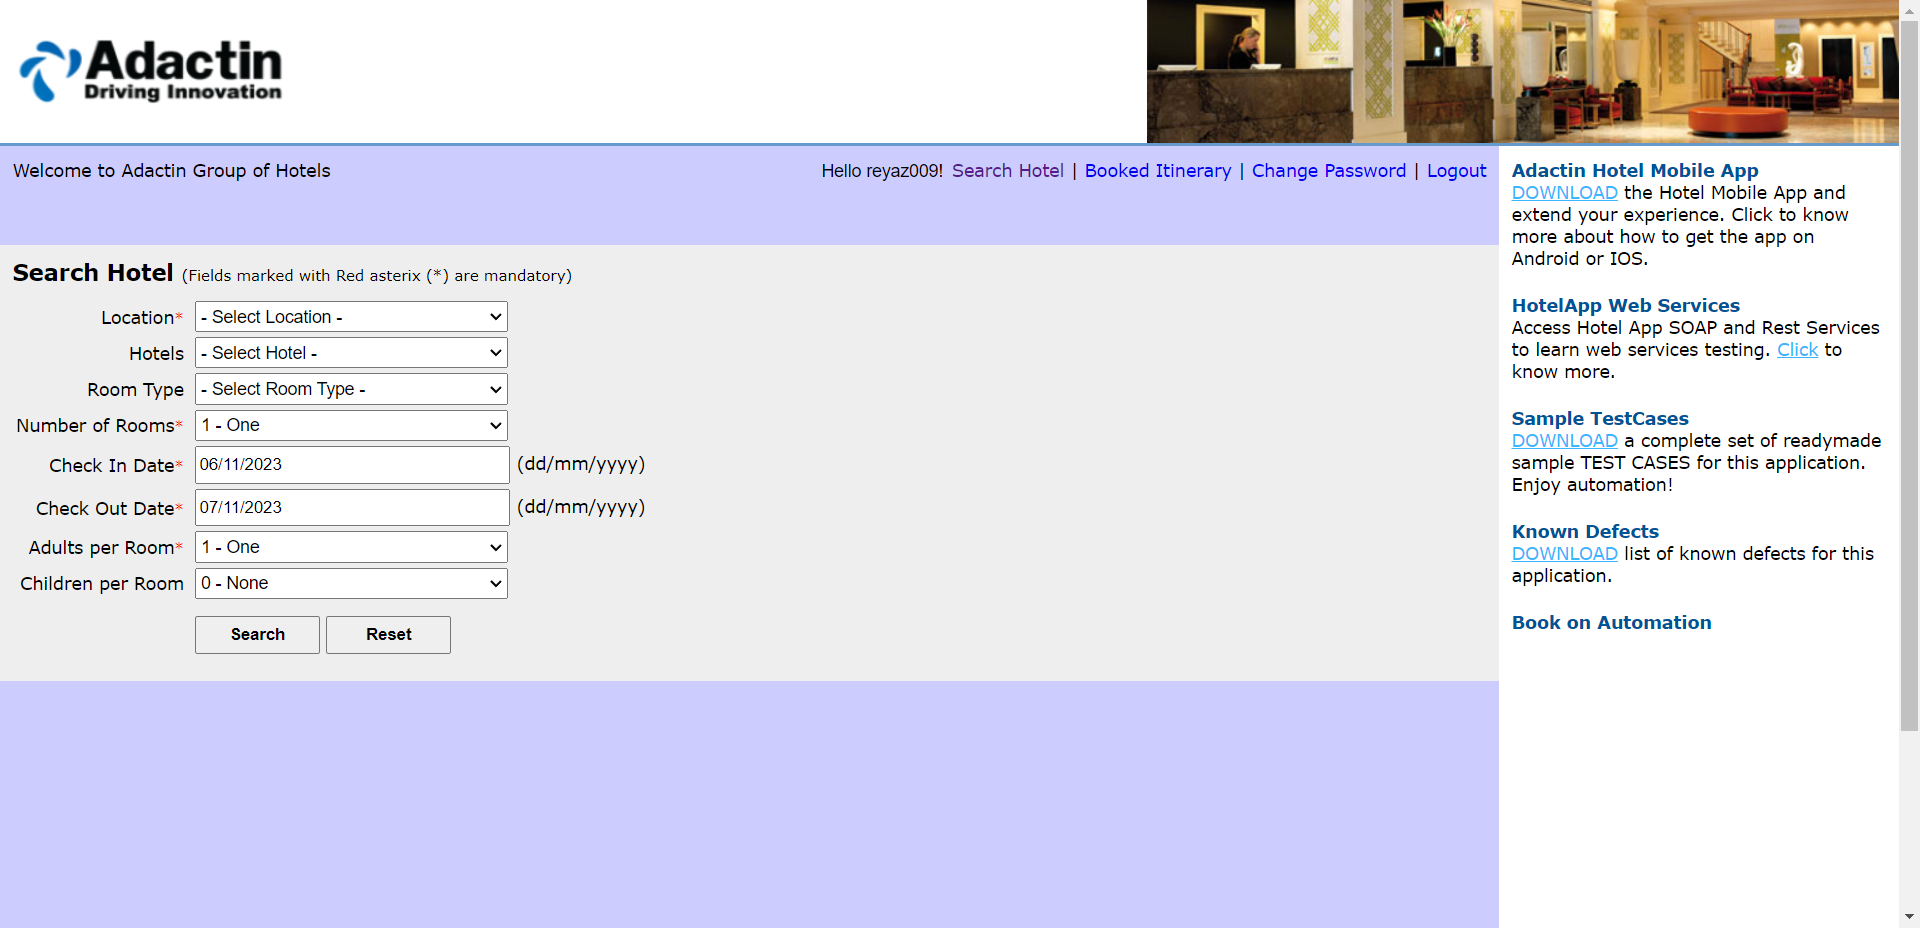 Adactin
Driving Innovation
Welcome to Adactin Group of Hotels
Hello reyaz009! Search Hotel | Booked Itinerary | Change Password | Logout
Search Hotel (Fields marked with Red asterix (*) are mandatory)
Location* - Select Location -
Hotels - Select Hotel -
Room Type - Select Room Type -
Number of Rooms* 1 - One
Check In Date* 06/11/2023 (dd/mm/yyyy)
Check Out Date* 07/11/2023 (dd/mm/yyyy)
Adults per Room* 1 - One
Children per Room 0 - None
Search Reset
Adactin Hotel Mobile App
DOWNLOAD the Hotel Mobile App and
extend your experience. Click to know
more about how to get the app on
Android or IOS.
HotelApp Web Services
Access Hotel App SOAP and Rest Services
to learn web services testing. Click to
know more.
Sample TestCases
DOWNLOAD a complete set of readymade
sample TEST CASES for this application.
Enjoy automation!
Known Defects
DOWNLOAD list of known defects for this
application.
Book on Automation